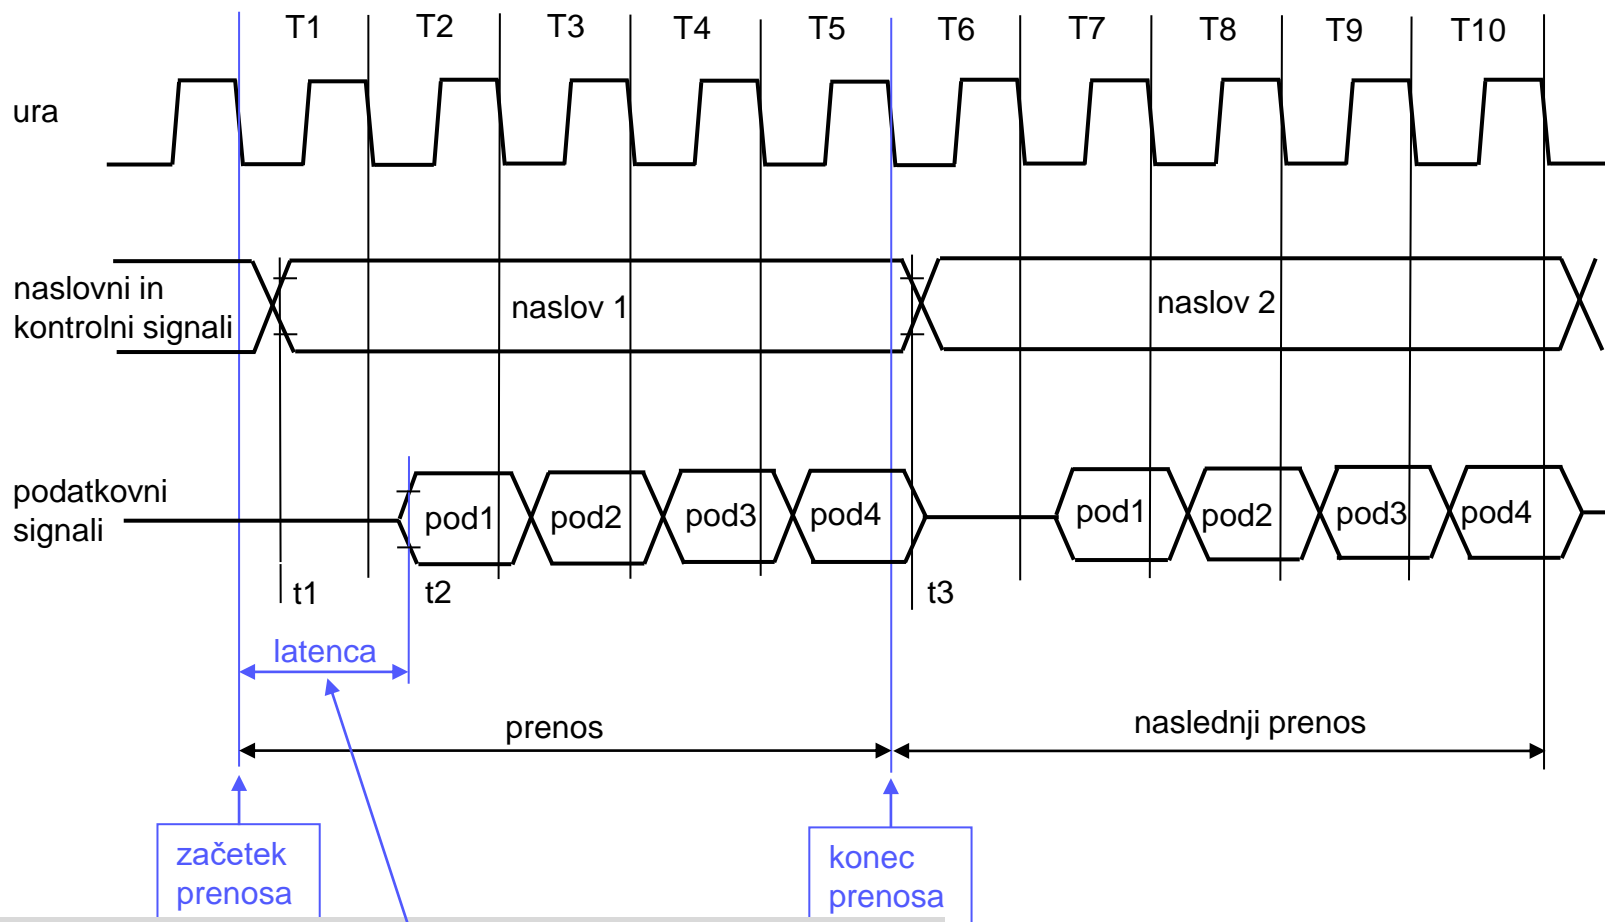 T1 T2 T3 T4 T5 T6 T7 T8 T9 T10
ura
naslovni in
kontrolni signali
naslov 1
naslov 2
podatkovni
signali
pod1 pod2 pod3 pod4 pod1 pod2 pod3 pod4
t1 t2 t3
latenca
prenos
naslednji prenos
začetek
prenosa
konec
prenosa